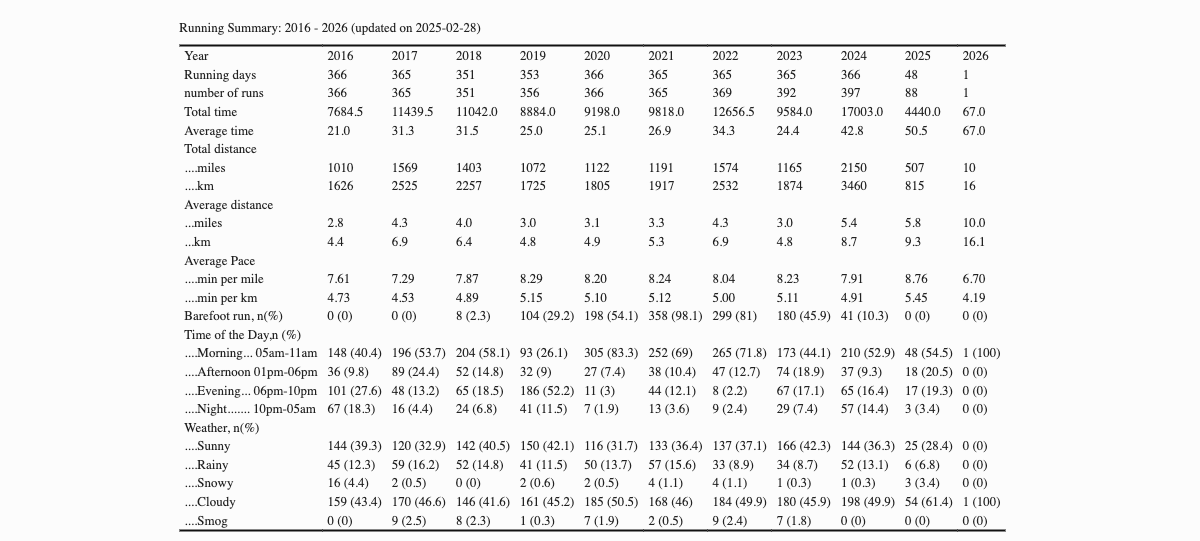 Running Summary: 2016 - 2026 (updated on 2025-02-28)
Year 2016 2017 2018 2019 2020 2021 2022 2023 2024 2025 2026
Running days 366 365 351 353 366 365 365 365 366 48 1
number of runs 366 365 351 356 366 365 369 392 397 88 1
Total time 7684.5 11439.5 11042.0 8884.0 9198.0 9818.0 12656.5 9584.0 17003.0 4440.0 67.0
Average time 21.0 31.3 31.5 25.0 25.1 26.9 34.3 24.4 42.8 50.5 67.0
Total distance
....miles 1010 1569 1403 1072 1122 1191 1574 1165 2150 507 10
....km 1626 2525 2257 1725 1805 1917 2532 1874 3460 815 16
Average distance
...miles 2.8 4.3 4.0 3.0 3.1 3.3 4.3 3.0 5.4 5.8 10.0
...km 4.4 6.9 6.4 4.8 4.9 5.3 6.9 4.8 8.7 9.3 16.1
Average Pace
....min per mile 7.61 7.29 7.87 8.29 8.20 8.24 8.04 8.23 7.91 8.76 6.70
....min per km 4.73 4.53 4.89 5.15 5.10 5.12 5.00 5.11 4.91 5.45 4.19
Barefoot run, n(%) 0 (0) 0 (0) 8 (2.3) 104 (29.2) 198 (54.1) 358 (98.1) 299 (81) 180 (45.9) 41 (10.3) 0 (0) 0 (0)
Time of the Day,n (%)
....Morning... 05am-11am 148 (40.4) 196 (53.7) 204 (58.1) 93 (26.1) 305 (83.3) 252 (69) 265 (71.8) 173 (44.1) 210 (52.9) 48 (54.5) 1 (100)
....Afternoon 01pm-06pm 36 (9.8) 89 (24.4) 52 (14.8) 32 (9) 27 (7.4) 38 (10.4) 47 (12.7) 74 (18.9) 37 (9.3) 18 (20.5) 0 (0)
....Evening... 06pm-10pm 101 (27.6) 48 (13.2) 65 (18.5) 186 (52.2) 11 (3) 44 (12.1) 8 (2.2) 67 (17.1) 65 (16.4) 17 (19.3) 0 (0)
....Night....... 10pm-05am 67 (18.3) 16 (4.4) 24 (6.8) 41 (11.5) 7 (1.9) 13 (3.6) 9 (2.4) 29 (7.4) 57 (14.4) 3 (3.4) 0 (0)
Weather, n(%)
....Sunny 144 (39.3) 120 (32.9) 142 (40.5) 150 (42.1) 116 (31.7) 133 (36.4) 137 (37.1) 166 (42.3) 144 (36.3) 25 (28.4) 0 (0)
....Rainy 45 (12.3) 59 (16.2) 52 (14.8) 41 (11.5) 50 (13.7) 57 (15.6) 33 (8.9) 34 (8.7) 52 (13.1) 6 (6.8) 0 (0)
....Snowy 16 (4.4) 2 (0.5) 0 (0) 2 (0.6) 2 (0.5) 4 (1.1) 4 (1.1) 1 (0.3) 1 (0.3) 3 (3.4) 0 (0)
....Cloudy 159 (43.4) 170 (46.6) 146 (41.6) 161 (45.2) 185 (50.5) 168 (46) 184 (49.9) 180 (45.9) 198 (49.9) 54 (61.4) 1 (100)
....Smog 0 (0) 9 (2.5) 8 (2.3) 1 (0.3) 7 (1.9) 2 (0.5) 9 (2.4) 7 (1.8) 0 (0) 0 (0) 0 (0)